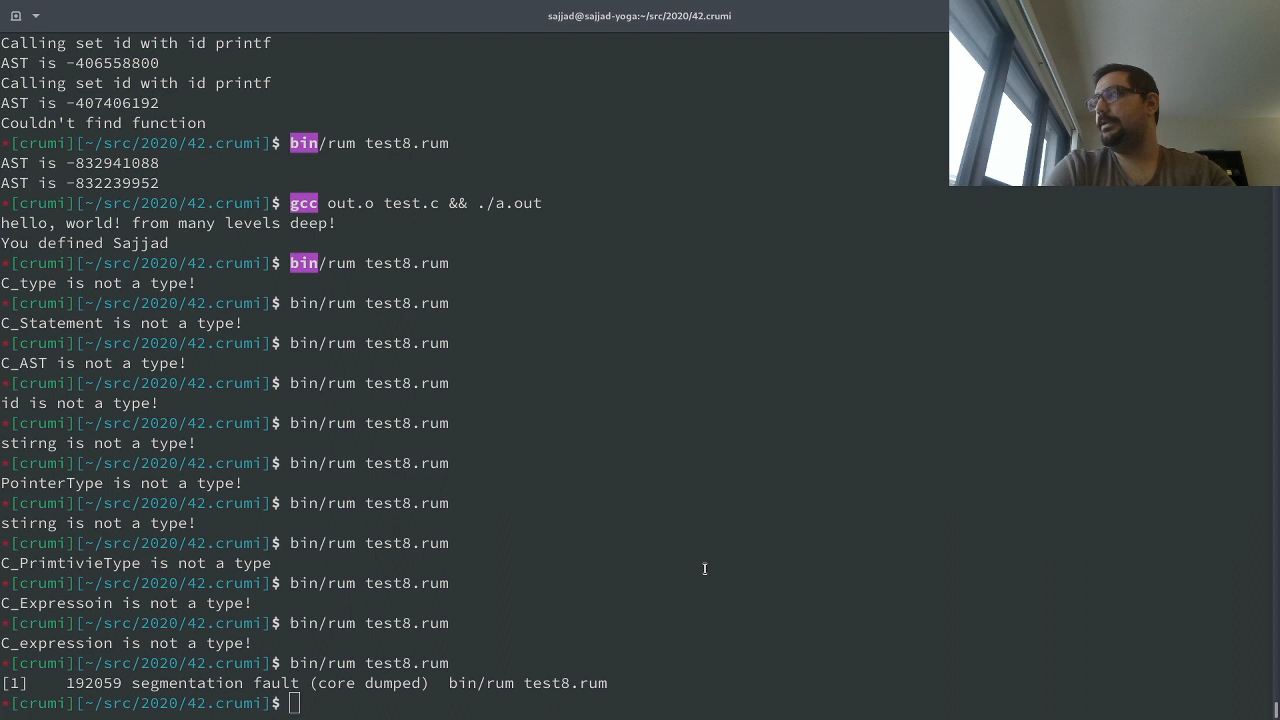 sajjad@sajjad-yoga:~/src/2020/42.crumi
Calling set id with id printf
AST is -406558800
Calling set id with id printf
AST is -407406192
Couldn't find function
*[crumi][~/src/2020/42.crumi]$ bin/rum test8.rum
AST is -832941088
AST is -832239952
*[crumi][~/src/2020/42.crumi]$ gcc out.o test.c && ./a.out
hello, world! from many levels deep!
You defined Sajjad
*[crumi][~/src/2020/42.crumi]$ bin/rum test8.rum
C_type is not a type!
*[crumi][~/src/2020/42.crumi]$ bin/rum test8.rum
C_Statement is not a type!
*[crumi][~/src/2020/42.crumi]$ bin/rum test8.rum
C_AST is not a type!
*[crumi][~/src/2020/42.crumi]$ bin/rum test8.rum
id is not a type!
*[crumi][~/src/2020/42.crumi]$ bin/rum test8.rum
stirng is not a type!
*[crumi][~/src/2020/42.crumi]$ bin/rum test8.rum
PointerType is not a type!
*[crumi][~/src/2020/42.crumi]$ bin/rum test8.rum
stirng is not a type!
*[crumi][~/src/2020/42.crumi]$ bin/rum test8.rum
C_PrimtivieType is not a type
*[crumi][~/src/2020/42.crumi]$ bin/rum test8.rum
C_Expressoin is not a type!
*[crumi][~/src/2020/42.crumi]$ bin/rum test8.rum
C_expression is not a type!
*[crumi][~/src/2020/42.crumi]$ bin/rum test8.rum
[1]    192059 segmentation fault (core dumped)  bin/rum test8.rum
*[crumi][~/src/2020/42.crumi]$